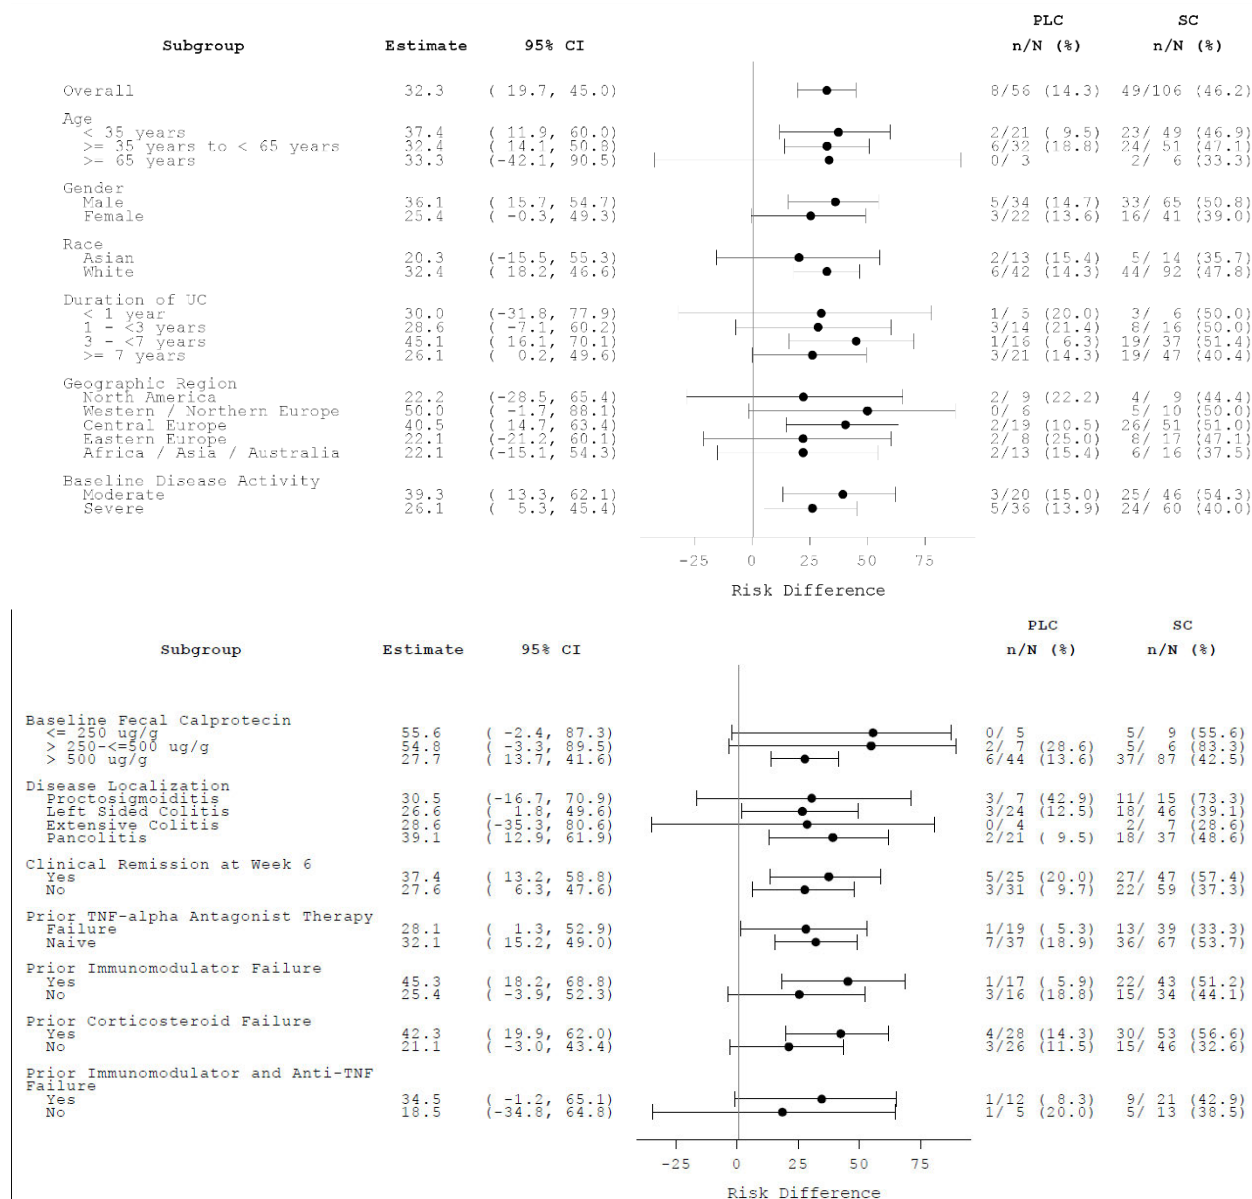 PLC SC
Subgroup Estimate 95% CI n/N (%) n/N (%)
Overall 32.3 ( 19.7, 45.0) 8/56 (14.3) 49/106 (46.2)
Age
< 35 years 37.4 ( 11.9, 60.0) 2/21 ( 9.5) 23/ 49 (46.9)
>= 35 years to < 65 years 32.4 ( 14.1, 50.8) 6/32 (18.8) 24/ 51 (47.1)
>= 65 years 33.3 (-42.1, 90.5) 0/ 3 2/ 6 (33.3)
Gender
Male 36.1 ( 15.7, 54.7) 5/34 (14.7) 33/ 65 (50.8)
Female 25.4 ( -0.3, 49.3) 3/22 (13.6) 16/ 41 (39.0)
Race
Asian 20.3 (-15.5, 55.3) 2/13 (15.4) 5/ 14 (35.7)
White 32.4 ( 18.2, 46.6) 6/42 (14.3) 44/ 92 (47.8)
Duration of UC
< 1 year 30.0 (-31.8, 77.9) 1/ 5 (20.0) 3/ 6 (50.0)
1 - <3 years 28.6 ( -7.1, 60.2) 3/14 (21.4) 8/ 16 (50.0)
3 - <7 years 45.1 ( 16.1, 70.1) 1/16 ( 6.3) 19/ 37 (51.4)
>= 7 years 26.1 ( 0.2, 49.6) 3/21 (14.3) 19/ 47 (40.4)
Geographic Region
North America 22.2 (-28.5, 65.4) 2/ 9 (22.2) 4/ 9 (44.4)
Western / Northern Europe 50.0 ( -1.7, 88.1) 0/ 6 5/ 10 (50.0)
Central Europe 40.5 ( 14.7, 63.4) 2/19 (10.5) 26/ 51 (51.0)
Eastern Europe 22.1 (-21.2, 60.1) 2/ 8 (25.0) 8/ 17 (47.1)
Africa / Asia / Australia 22.1 (-15.1, 54.3) 2/13 (15.4) 6/ 16 (37.5)
Baseline Disease Activity
Moderate 39.3 ( 13.3, 62.1) 3/20 (15.0) 25/ 46 (54.3)
Severe 26.1 ( 5.3, 45.4) 5/36 (13.9) 24/ 60 (40.0)
-25 0 25 50 75
Risk Difference
PLC SC
Subgroup Estimate 95% CI n/N (%) n/N (%)
Baseline Fecal Calprotecin
<= 250 ug/g 55.6 ( -2.4, 87.3) 0/ 5 5/ 9 (55.6)
> 250-<=500 ug/g 54.8 ( -3.3, 89.5) 2/ 7 (28.6) 5/ 6 (83.3)
> 500 ug/g 27.7 ( 13.7, 41.6) 6/44 (13.6) 37/ 87 (42.5)
Disease Localization
Proctosigmoiditis 30.5 (-16.7, 70.9) 3/ 7 (42.9) 11/ 15 (73.3)
Left Sided Colitis 26.6 ( 1.8, 49.6) 3/24 (12.5) 18/ 46 (39.1)
Extensive Colitis 28.6 (-35.3, 80.6) 0/ 4 2/ 7 (28.6)
Pancolitis 39.1 ( 12.9, 61.9) 2/21 ( 9.5) 18/ 37 (48.6)
Clinical Remission at Week 6
Yes 37.4 ( 13.2, 58.8) 5/25 (20.0) 27/ 47 (57.4)
No 27.6 ( 6.3, 47.6) 3/31 ( 9.7) 22/ 59 (37.3)
Prior TNF-alpha Antagonist Therapy
Failure 28.1 ( 1.3, 52.9) 1/19 ( 5.3) 13/ 39 (33.3)
Naive 32.1 ( 15.2, 49.0) 7/37 (18.9) 36/ 67 (53.7)
Prior Immunomodulator Failure
Yes 45.3 ( 18.2, 68.8) 1/17 ( 5.9) 22/ 43 (51.2)
No 25.4 ( -3.9, 52.3) 3/16 (18.8) 15/ 34 (44.1)
Prior Corticosteroid Failure
Yes 42.3 ( 19.9, 62.0) 4/28 (14.3) 30/ 53 (56.6)
No 21.1 ( -3.0, 43.4) 3/26 (11.5) 15/ 46 (32.6)
Prior Immunomodulator and Anti-TNF
Failure
Yes 34.5 ( -1.2, 65.1) 1/12 ( 8.3) 9/ 21 (42.9)
No 18.5 (-34.8, 64.8) 1/ 5 (20.0) 5/ 13 (38.5)
-25 0 25 50 75
Risk Difference